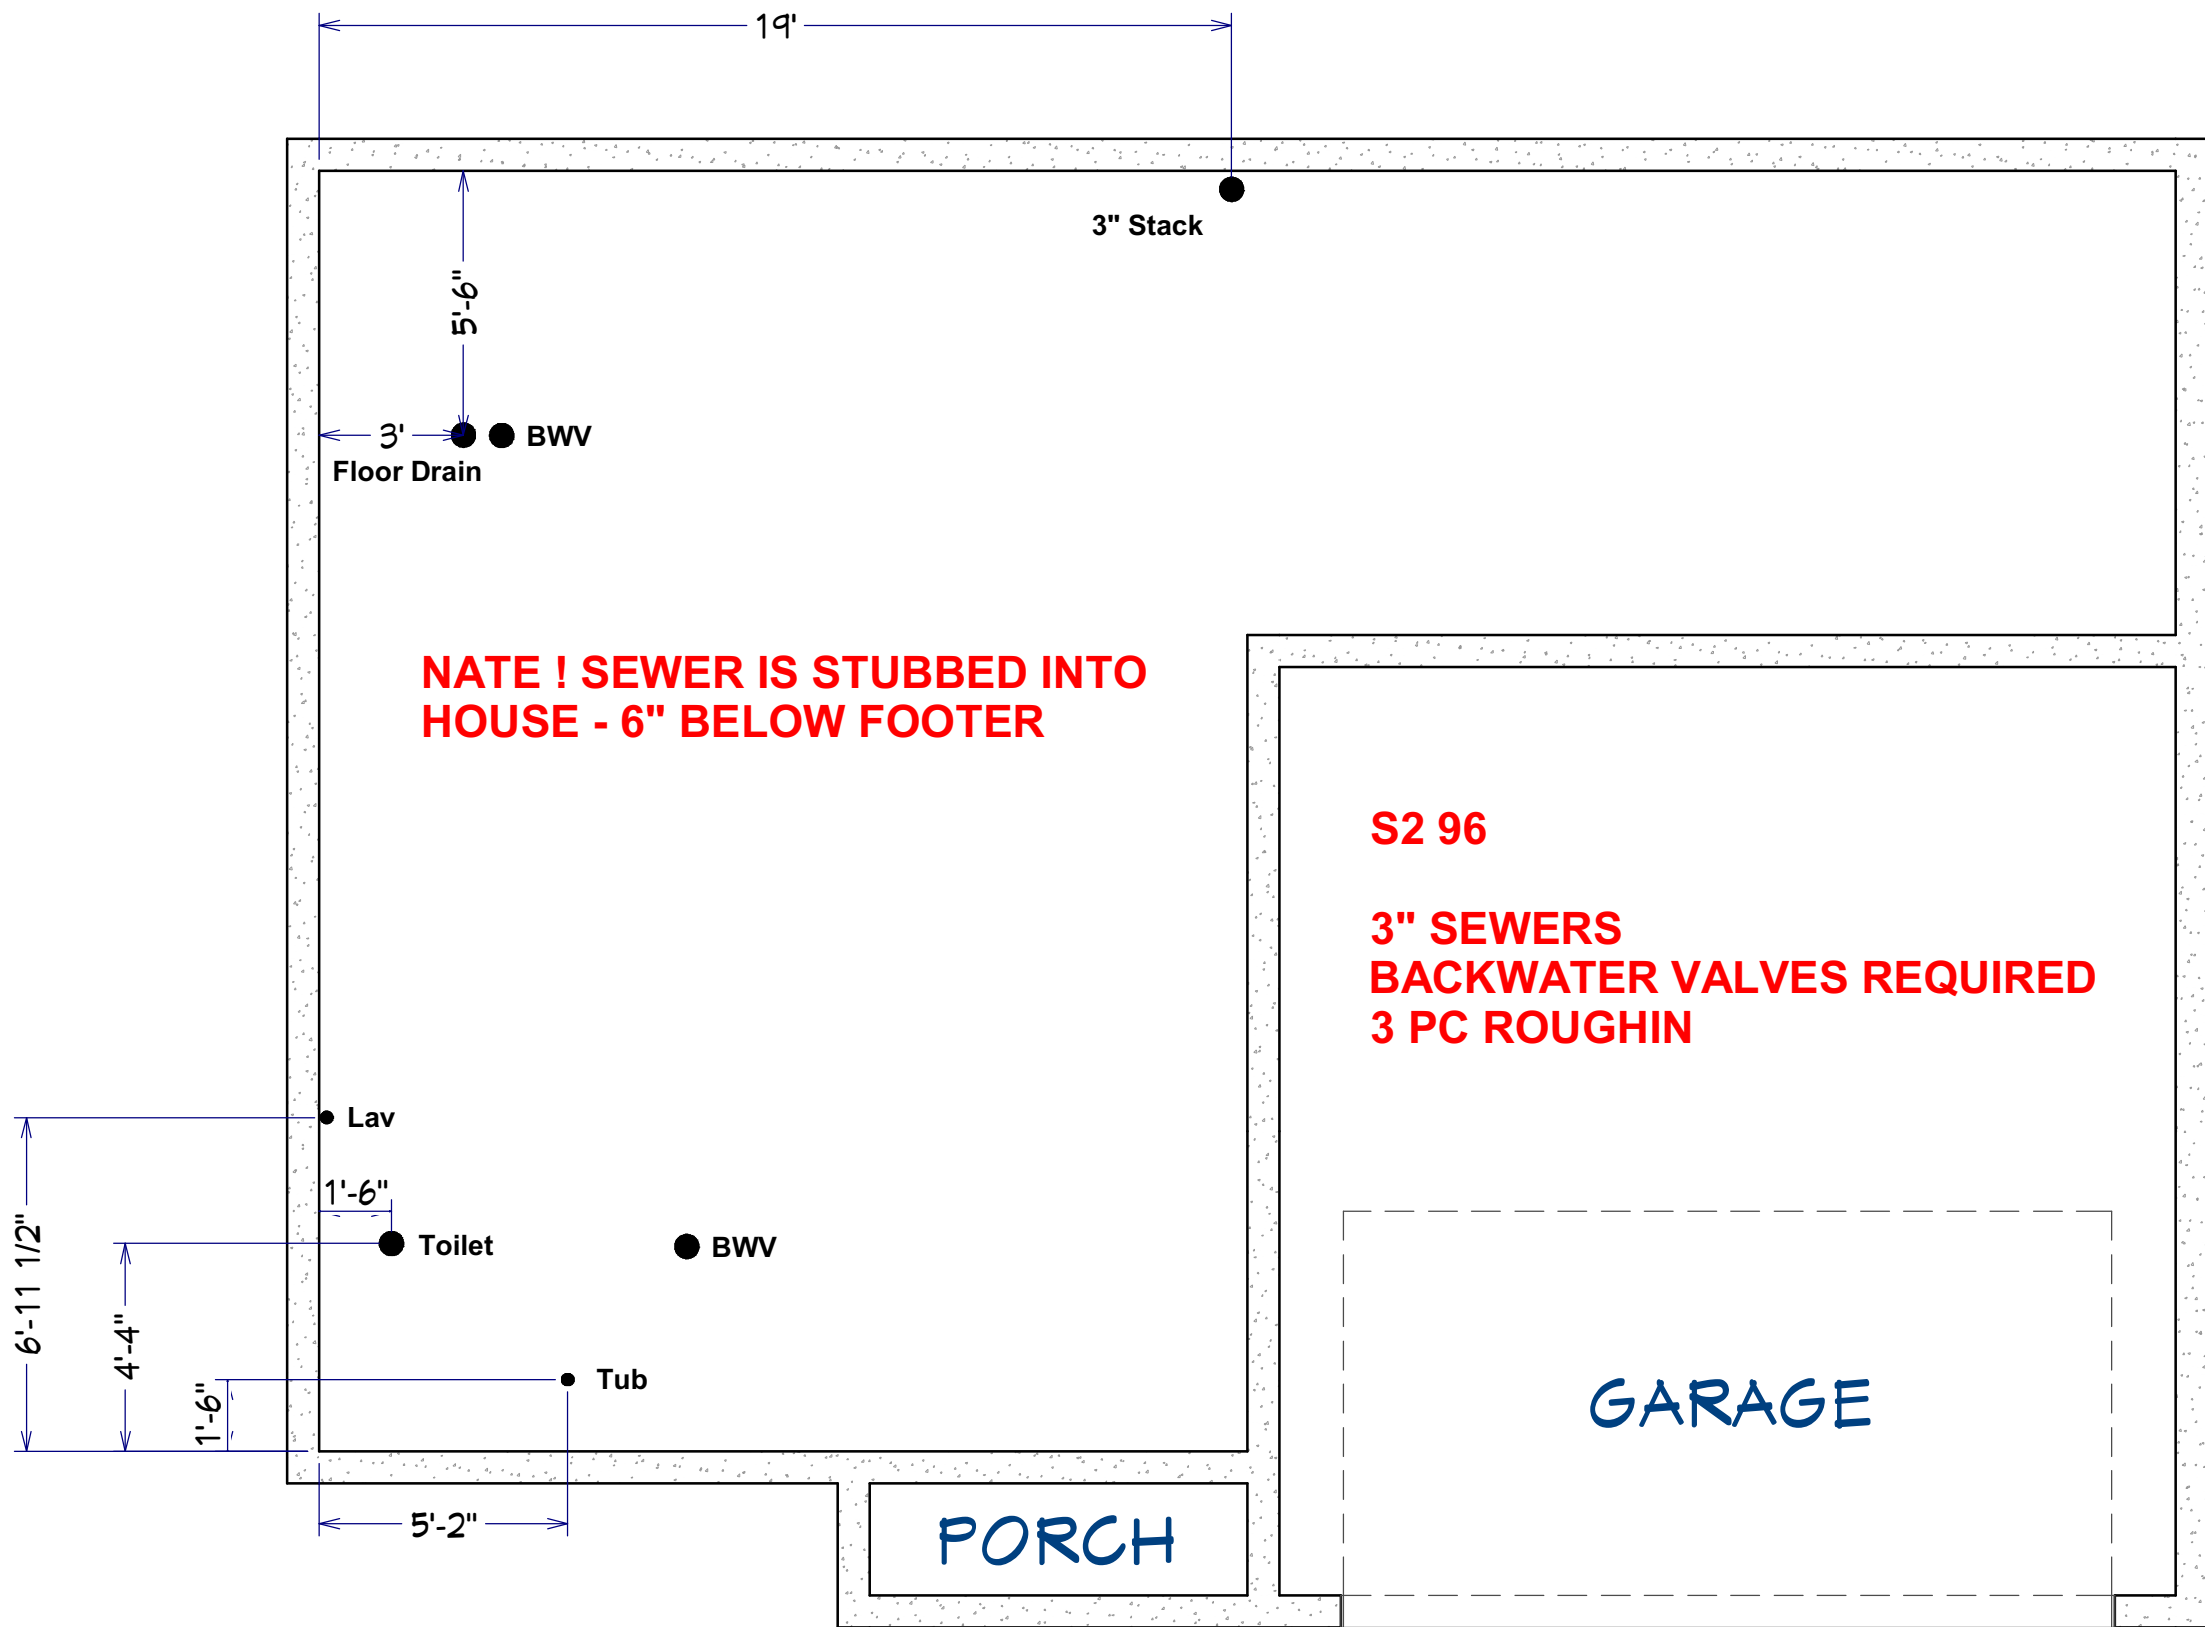 19'
3" Stack
5'-6"
3'
BWV
Floor Drain
NATE ! SEWER IS STUBBED INTO
HOUSE - 6" BELOW FOOTER
S2 96
3" SEWERS
BACKWATER VALVES REQUIRED
3 PC ROUGHIN
Lav
1'-6"
6'-11 1/2"
Toilet
BWV
4'-4"
Tub
1'-6"
GARAGE
5'-2"
PORCH